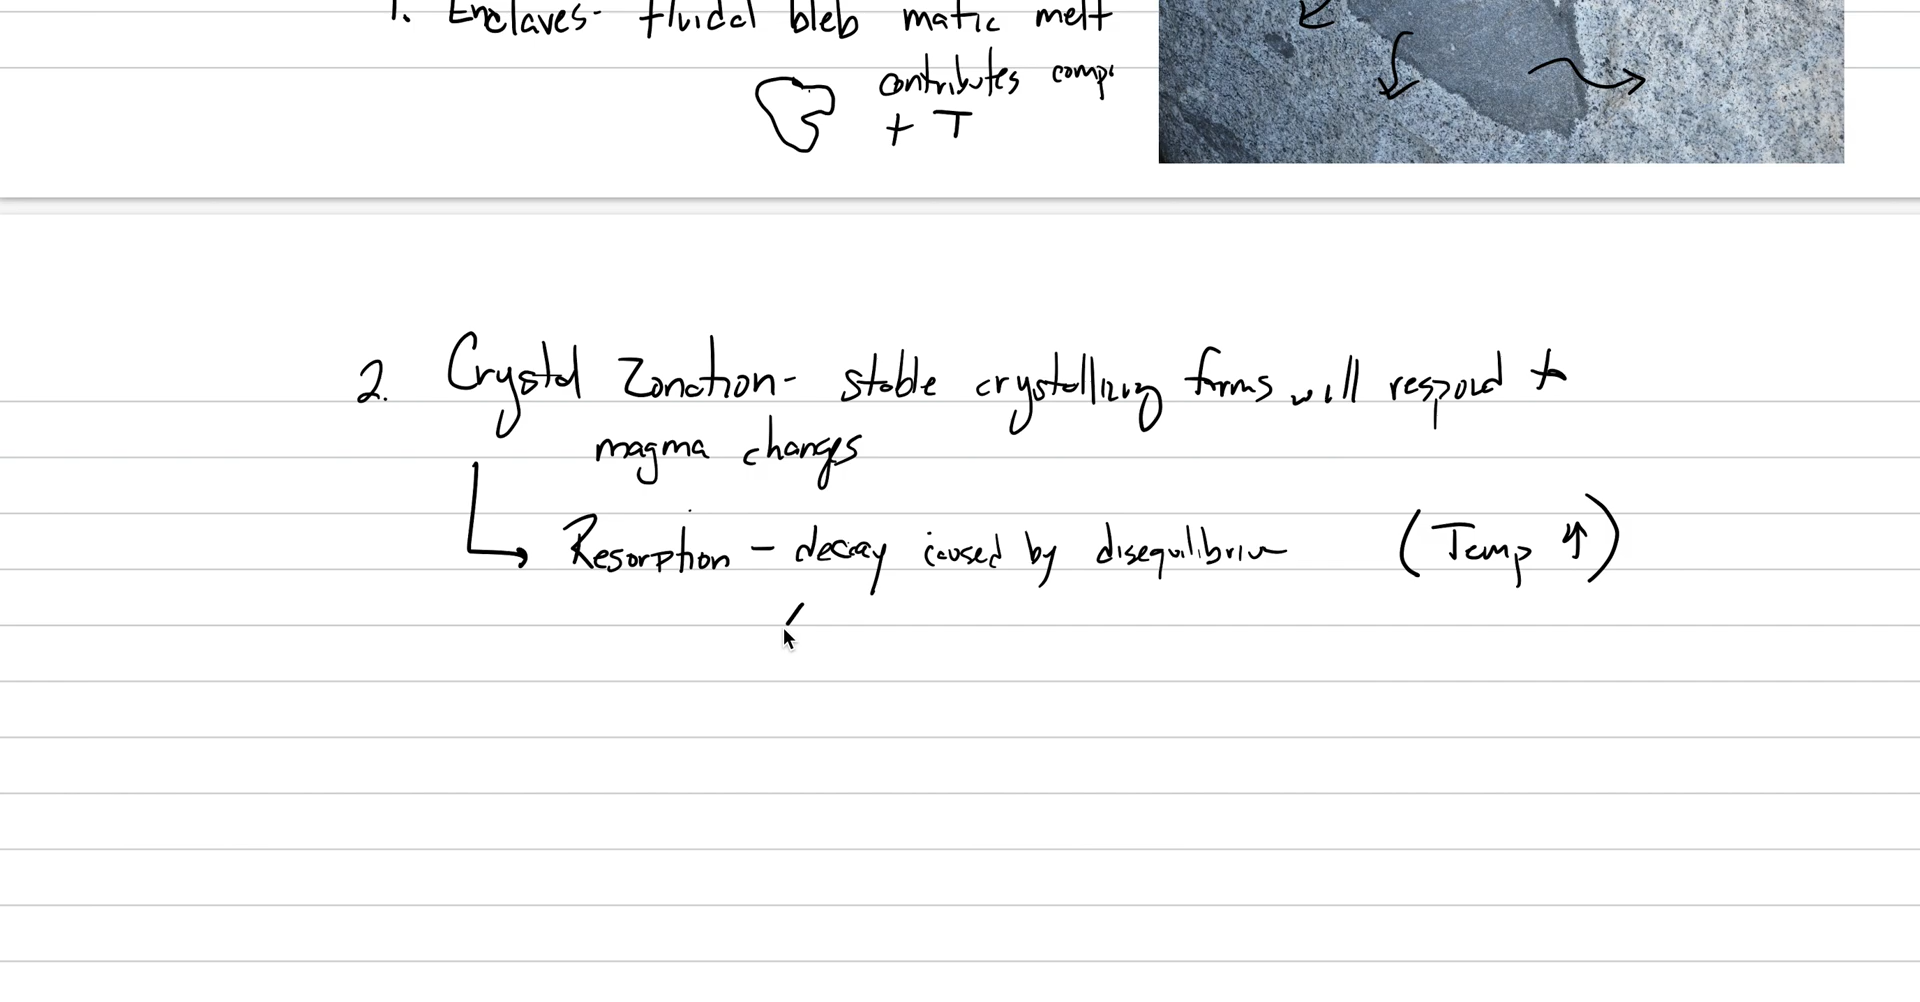 1. Enclaves- fluidal bleb mafic melt
contributes comp
+ T
2. Crystal Zonation- stable crystallizing forms will respond to
magma changes
Resorption - decay caused by disequilibrium (Temp ↑)